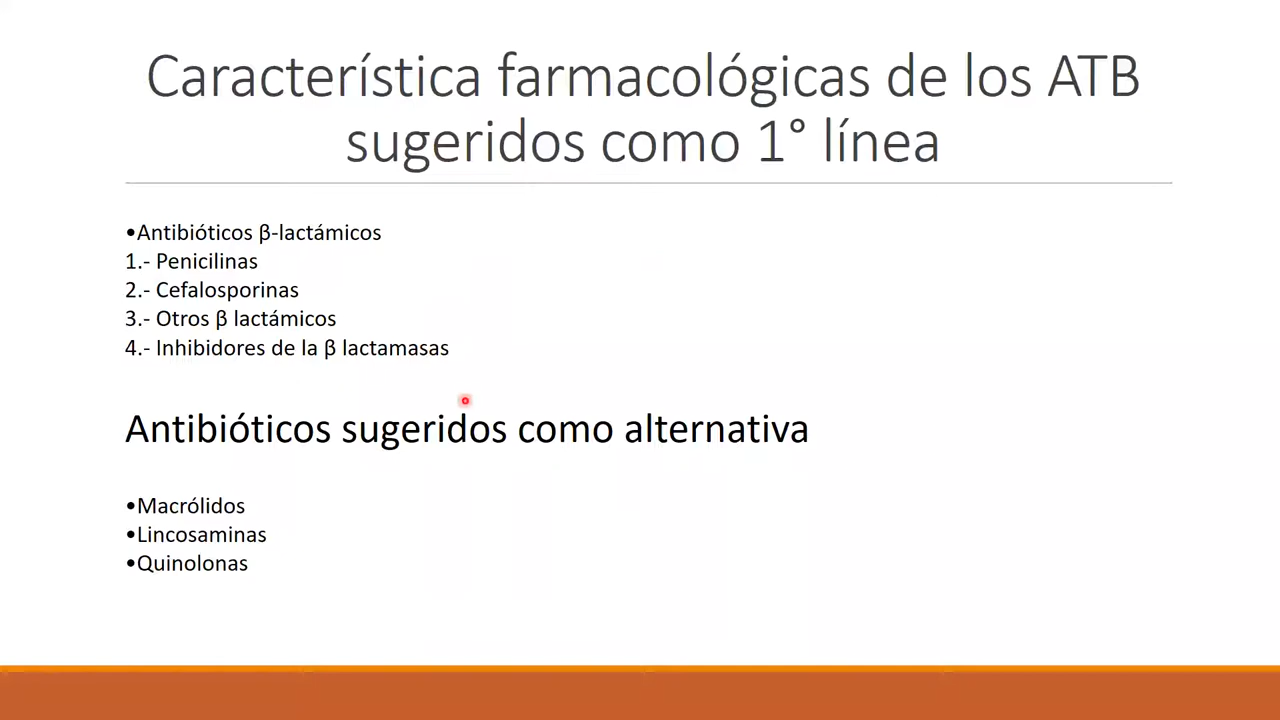 Característica farmacológicas de los ATB
sugeridos como 1° línea
•Antibióticos β-lactámicos
1.- Penicilinas
2.- Cefalosporinas
3.- Otros β lactámicos
4.- Inhibidores de la β lactamasas
Antibióticos sugeridos como alternativa
•Macrólidos
•Lincosaminas
•Quinolonas